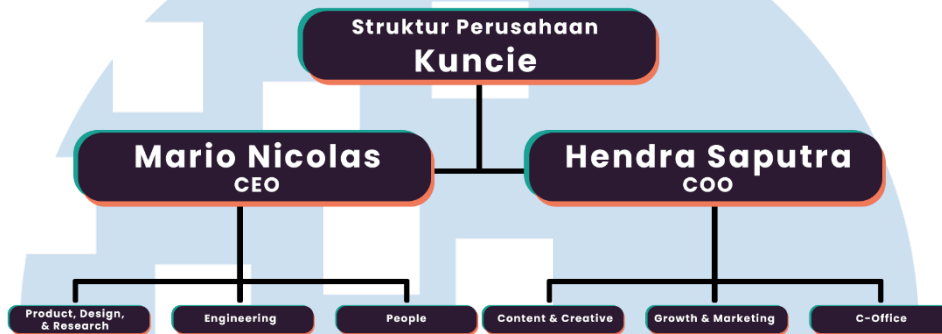 Struktur Perusahaan
Kuncie
Mario Nicolas
CEO
Hendra Saputra
COO
Product, Design,
& Research
Engineering
People
Content & Creative
Growth & Marketing
C-Office